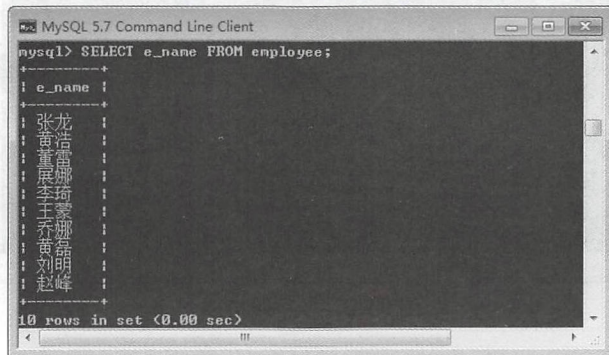 MySQL 5.7 Command Line Client
mysql> SELECT e_name FROM employee;
+--------+
| e_name |
+--------+
| 张龙 |
| 黄浩 |
| 董雷 |
| 展娜 |
| 李琦 |
| 王蒙 |
| 乔娜 |
| 黄磊 |
| 刘明 |
| 赵峰 |
+--------+
10 rows in set (0.00 sec)